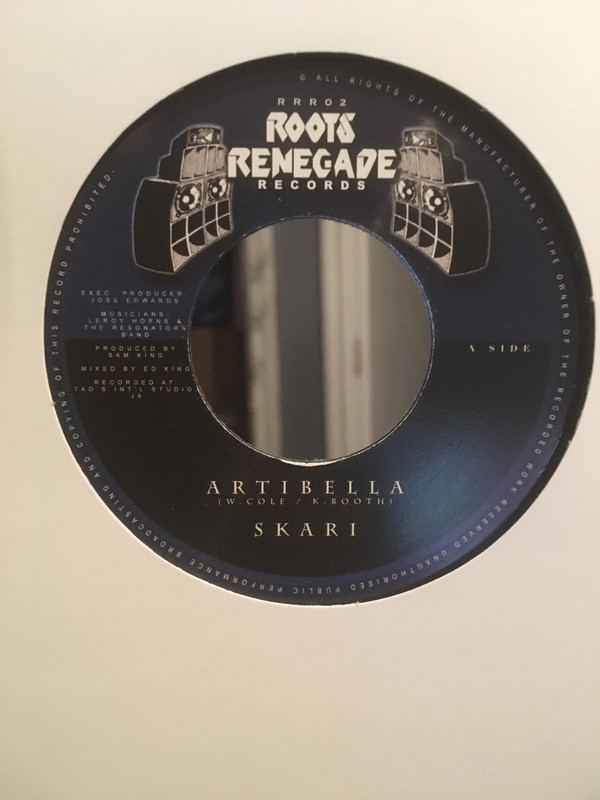 RRR02
ROOTS
RENEGADE
RECORDS
EXEC. PRODUCER
JOSS EDWARDS
MUSICIANS:
LEROY HORNS &
THE RESONATORS
BAND
PRODUCED BY
SAM KING
MIXED BY ED KING
RECORDED AT
TAD'S INT'L STUDIO,
JA
A SIDE
ARTIBELLA
(W.COLE / K.BOOTH)
SKARI
& ALL RIGHTS OF THE MANUFACTURER OF THE OWNER OF THE RECORDED WORK RESERVED UNAUTHORISED PUBLIC PERFORMANCE BROADCASTING AND COPYING OF THIS RECORD PROHIBITED.